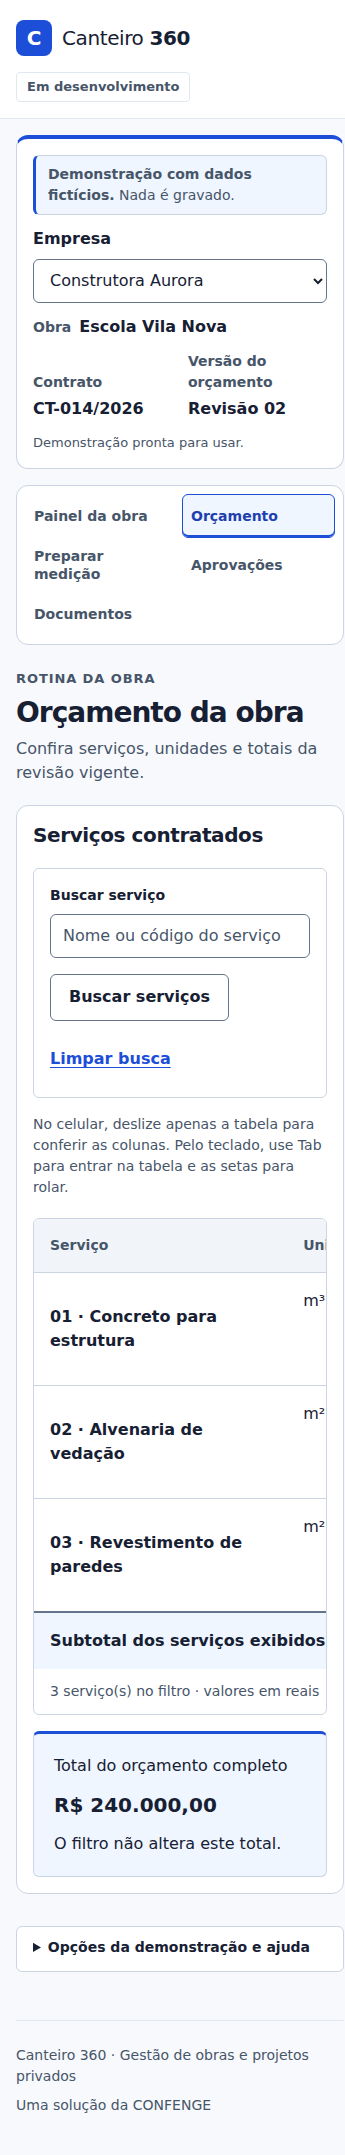 C Canteiro 360
Em desenvolvimento
Demonstração com dados
fictícios. Nada é gravado.
Empresa
Construtora Aurora
Obra Escola Vila Nova
Contrato
CT-014/2026
Versão do
orçamento
Revisão 02
Demonstração pronta para usar.
Painel da obra
Orçamento
Preparar
medição
Aprovações
Documentos
ROTINA DA OBRA
Orçamento da obra
Confira serviços, unidades e totais da
revisão vigente.
Serviços contratados
Buscar serviço
Nome ou código do serviço
Buscar serviços
Limpar busca
No celular, deslize apenas a tabela para
conferir as colunas. Pelo teclado, use Tab
para entrar na tabela e as setas para
rolar.
Serviço Uni
01 · Concreto para
estrutura
m³
02 · Alvenaria de
vedação
m²
03 · Revestimento de
paredes
m²
Subtotal dos serviços exibidos
3 serviço(s) no filtro · valores em reais
Total do orçamento completo
R$ 240.000,00
O filtro não altera este total.
Opções da demonstração e ajuda
Canteiro 360 · Gestão de obras e projetos
privados
Uma solução da CONFENGE